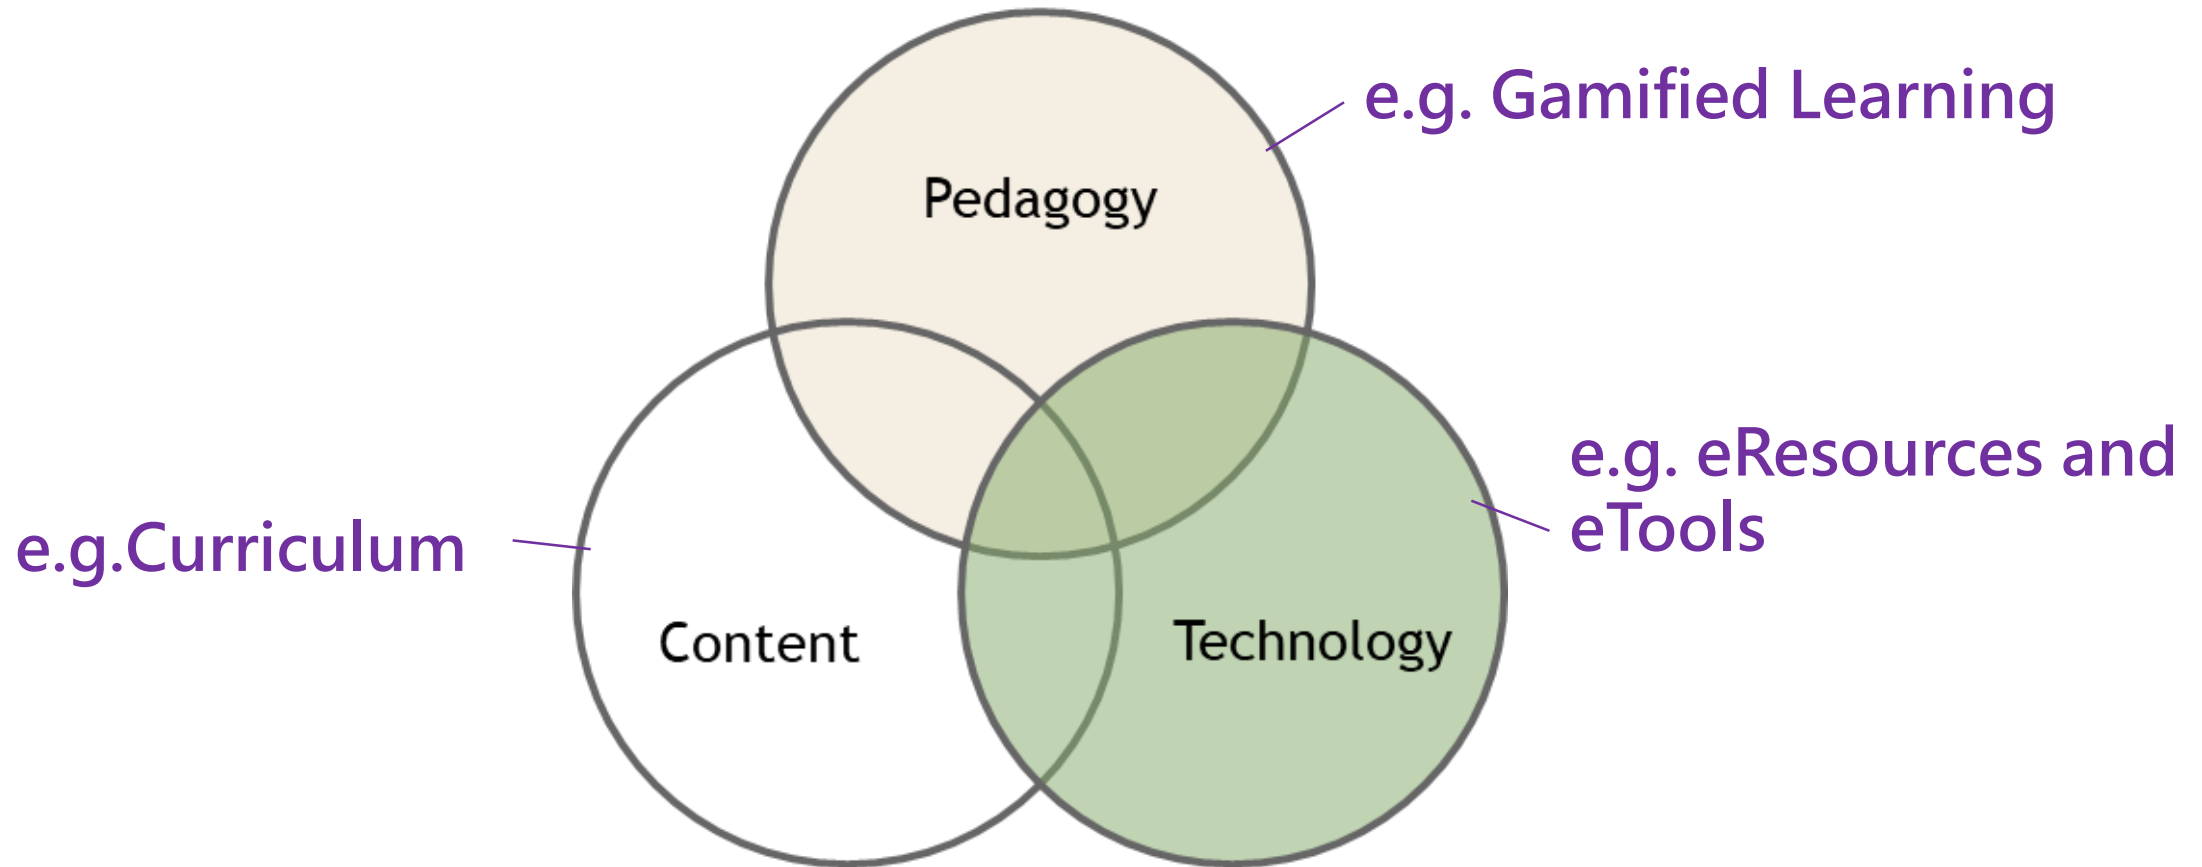 e.g. Gamified Learning
Pedagogy
e.g. eResources and
eTools
e.g.Curriculum
Content
Technology